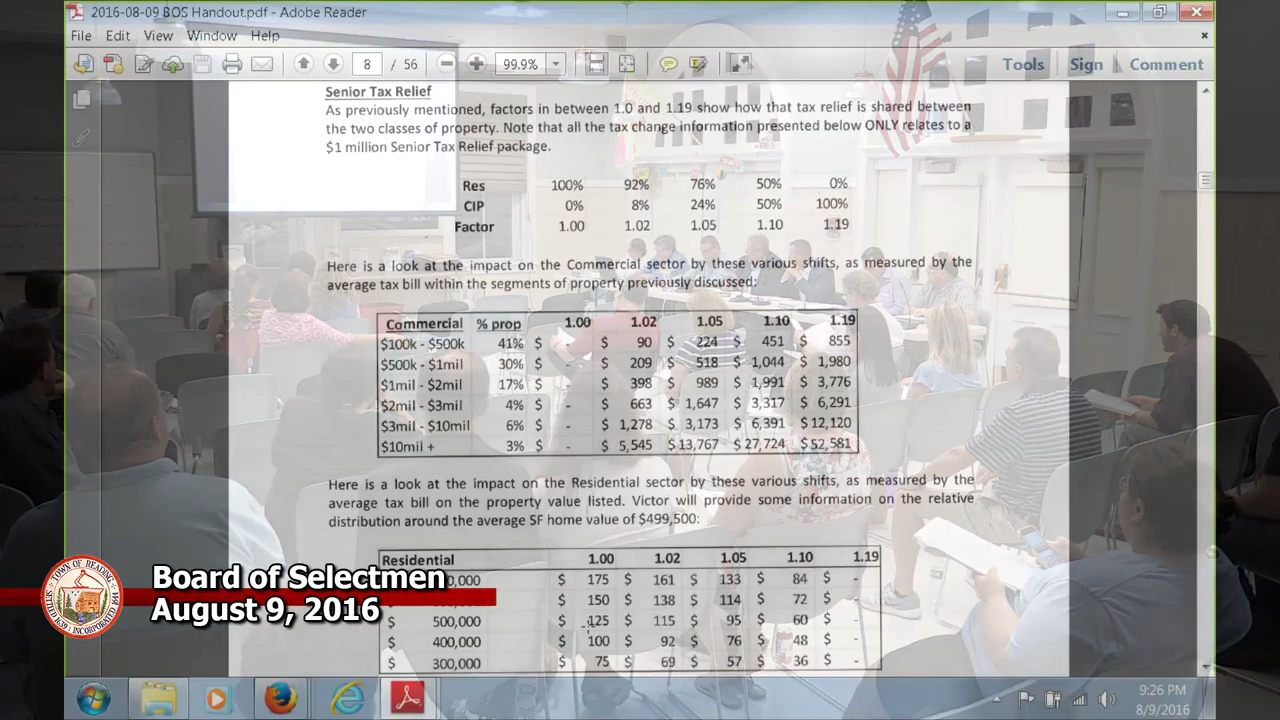 2016-08-09 BOS Handout.pdf - Adobe Reader
File Edit View Window Help
8 / 56 99.9% Tools Sign Comment
Senior Tax Relief
As previously mentioned, factors in between 1.0 and 1.19 show how that tax relief is shared between
the two classes of property. Note that all the tax change information presented below ONLY relates to a
$1 million Senior Tax Relief package.
Res 100% 92% 76% 50% 0%
CIP 0% 8% 24% 50% 100%
Factor 1.00 1.02 1.05 1.10 1.19
Here is a look at the impact on the Commercial sector by these various shifts, as measured by the
average tax bill within the segments of property previously discussed:
Commercial % prop 1.00 1.02 1.05 1.10 1.19
$100k - $500k 41% $ - $ 90 $ 224 $ 451 $ 855
$500k - $1mil 30% $ - $ 209 $ 518 $ 1,044 $ 1,980
$1mil - $2mil 17% $ - $ 398 $ 989 $ 1,991 $ 3,776
$2mil - $3mil 4% $ - $ 663 $ 1,647 $ 3,317 $ 6,291
$3mil - $10mil 6% $ - $ 1,278 $ 3,173 $ 6,391 $ 12,120
$10mil + 3% $ - $ 5,545 $ 13,767 $ 27,724 $ 52,581
Here is a look at the impact on the Residential sector by these various shifts, as measured by the
average tax bill on the property value listed. Victor will provide some information on the relative
distribution around the average SF home value of $499,500:
Residential 1.00 1.02 1.05 1.10 1.19
$ 175 $ 161 $ 133 $ 84 $ -
$ 150 $ 138 $ 114 $ 72 $ -
$ 500,000 $ 125 $ 115 $ 95 $ 60 $ -
$ 400,000 $ 100 $ 92 $ 76 $ 48 $ -
$ 300,000 $ 75 $ 69 $ 57 $ 36 $ -
TOWN OF READING
Board of Selectmen
August 9, 2016
9:26 PM
8/9/2016